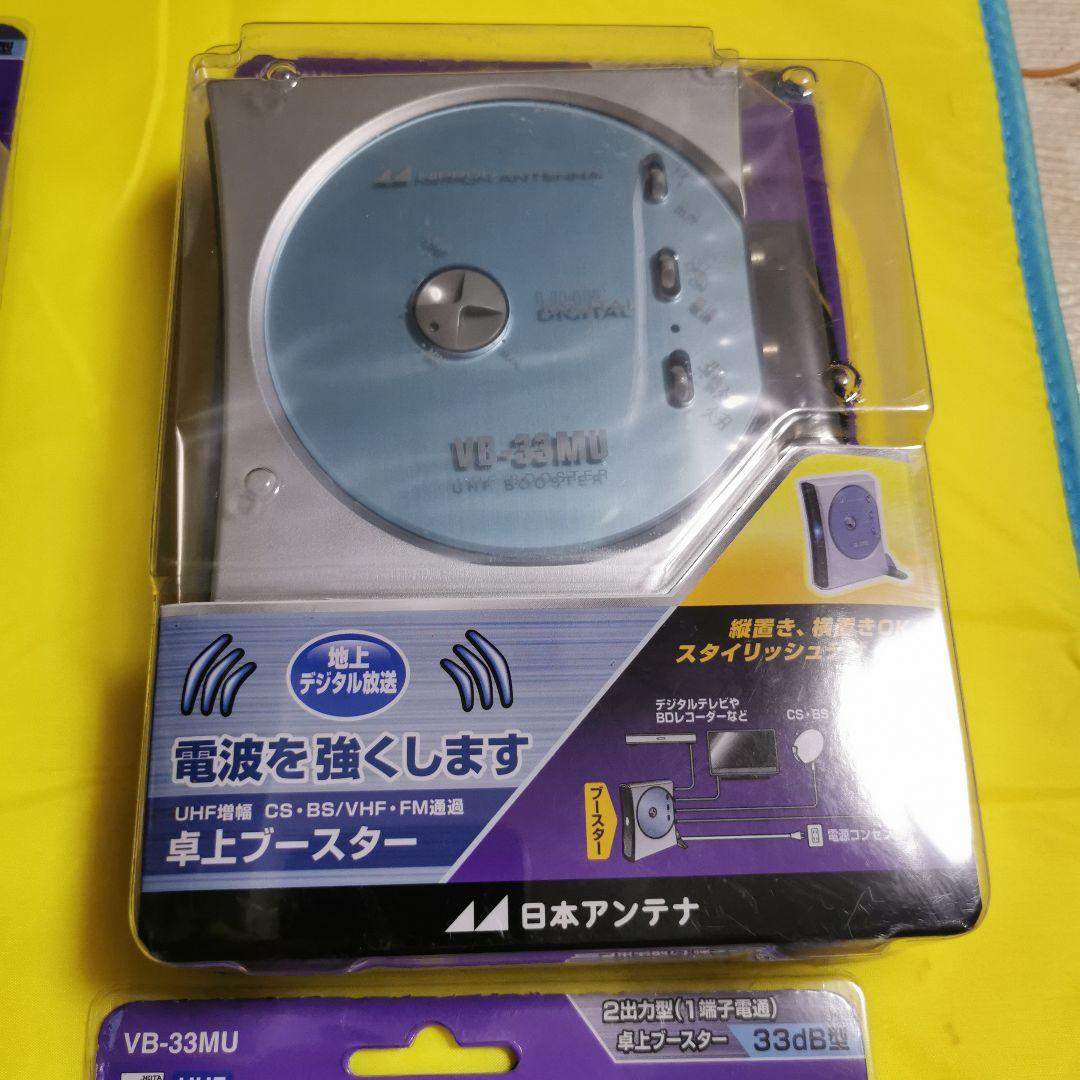 型
NIPPON ANTENNA
UHF
DIGITAL
VB-33MU
UHF BOOSTER
縦置き、横置きOK
スタイリッシュ
地上
デジタル放送
電波を強くします
UHF増幅 CS・BS/VHF・FM通過
卓上ブースター
デジタルテレビや
BDレコーダーなど
CS・BS
ブースター
電源コンセン
日本アンテナ
VB-33MU
2出力型(1端子電通)
卓上ブースター 33dB型
UHF